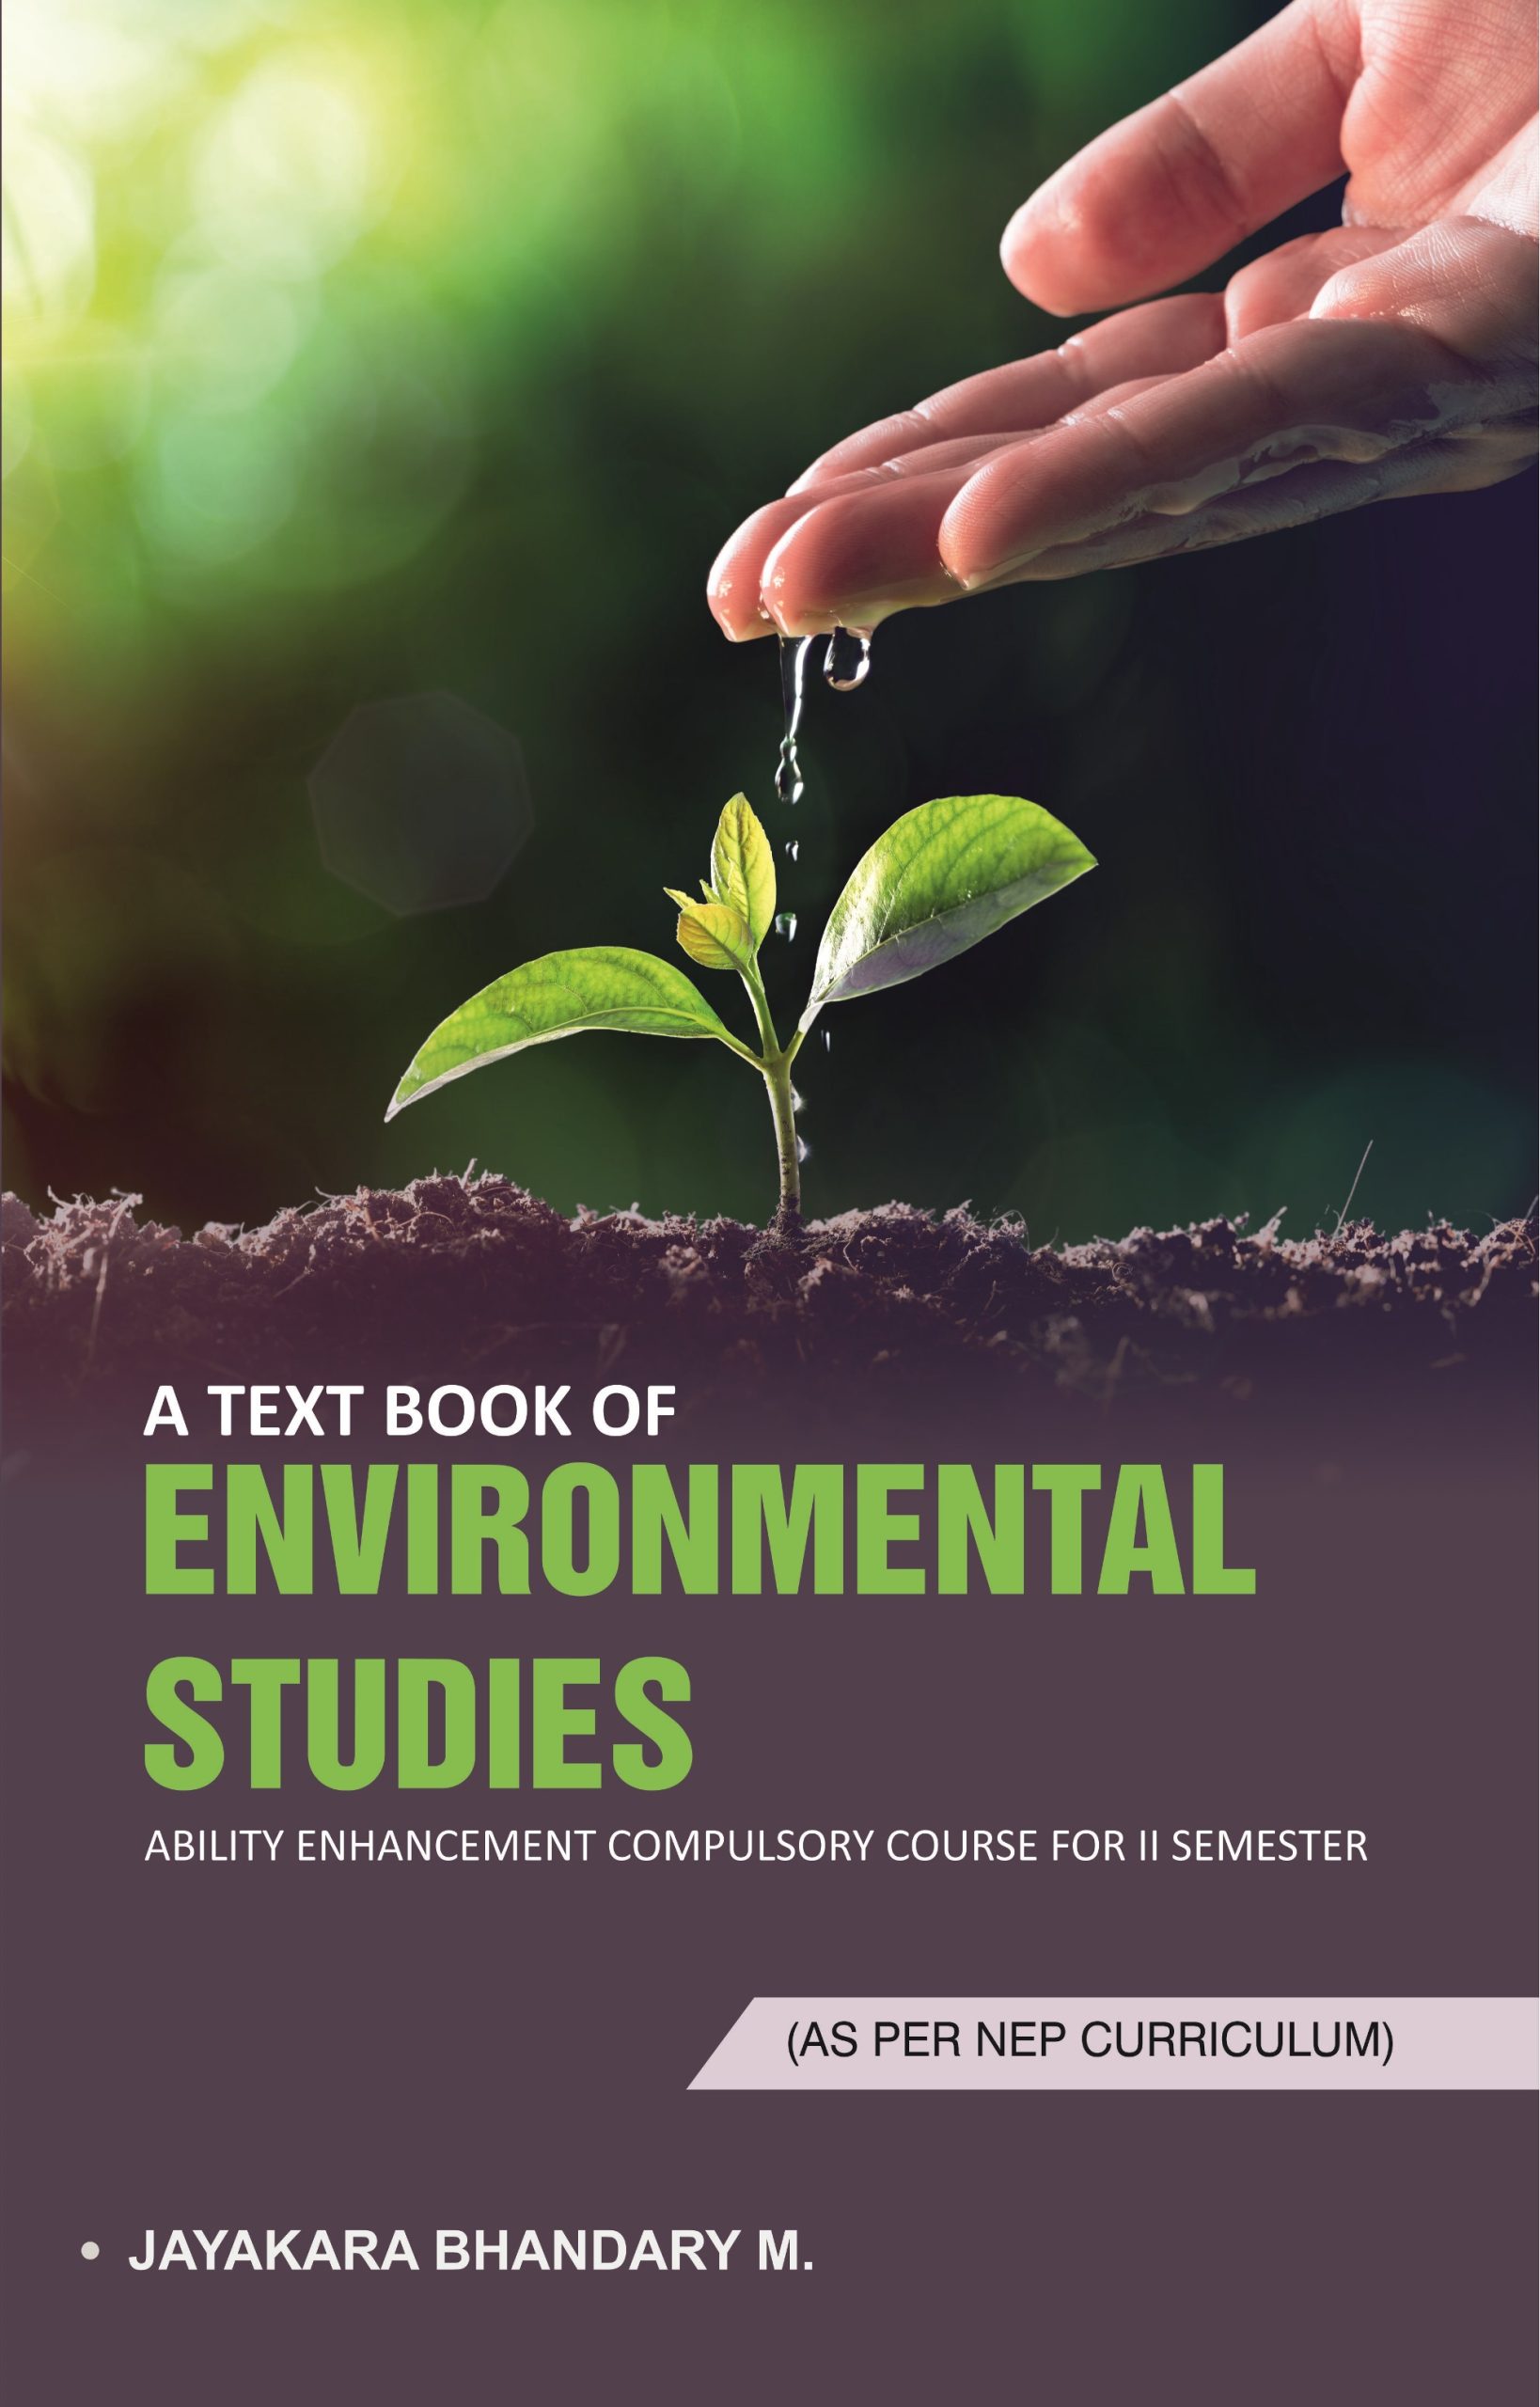 A TEXT BOOK OF
ENVIRONMENTAL
STUDIES
ABILITY ENHANCEMENT COMPULSORY COURSE FOR II SEMESTER
(AS PER NEP CURRICULUM)
• JAYAKARA BHANDARY M.